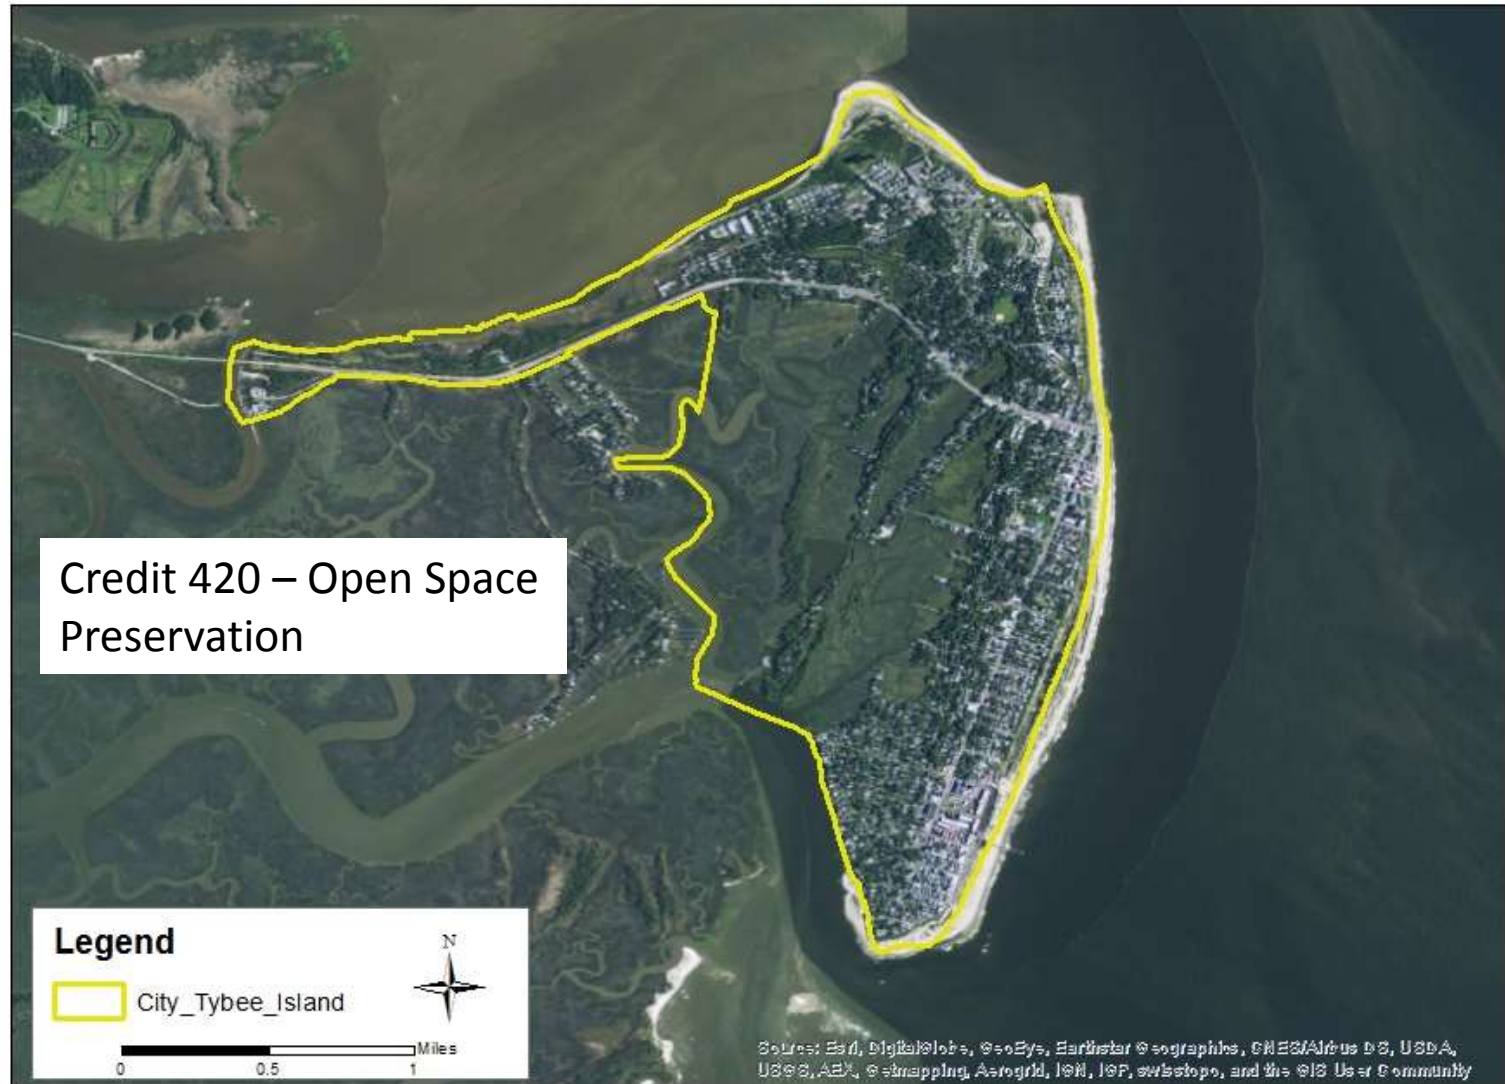 Credit 420 – Open Space
Preservation
Legend
N
City_Tybee_Island
Miles
0 0.5 1
Source: Esri, DigitalGlobe, GeoEye, Earthstar Geographics, CNES/Airbus DS, USDA,
USGS, AEX, Getmapping, Aerogrid, IGN, IGP, swisstopo, and the GIS User Community